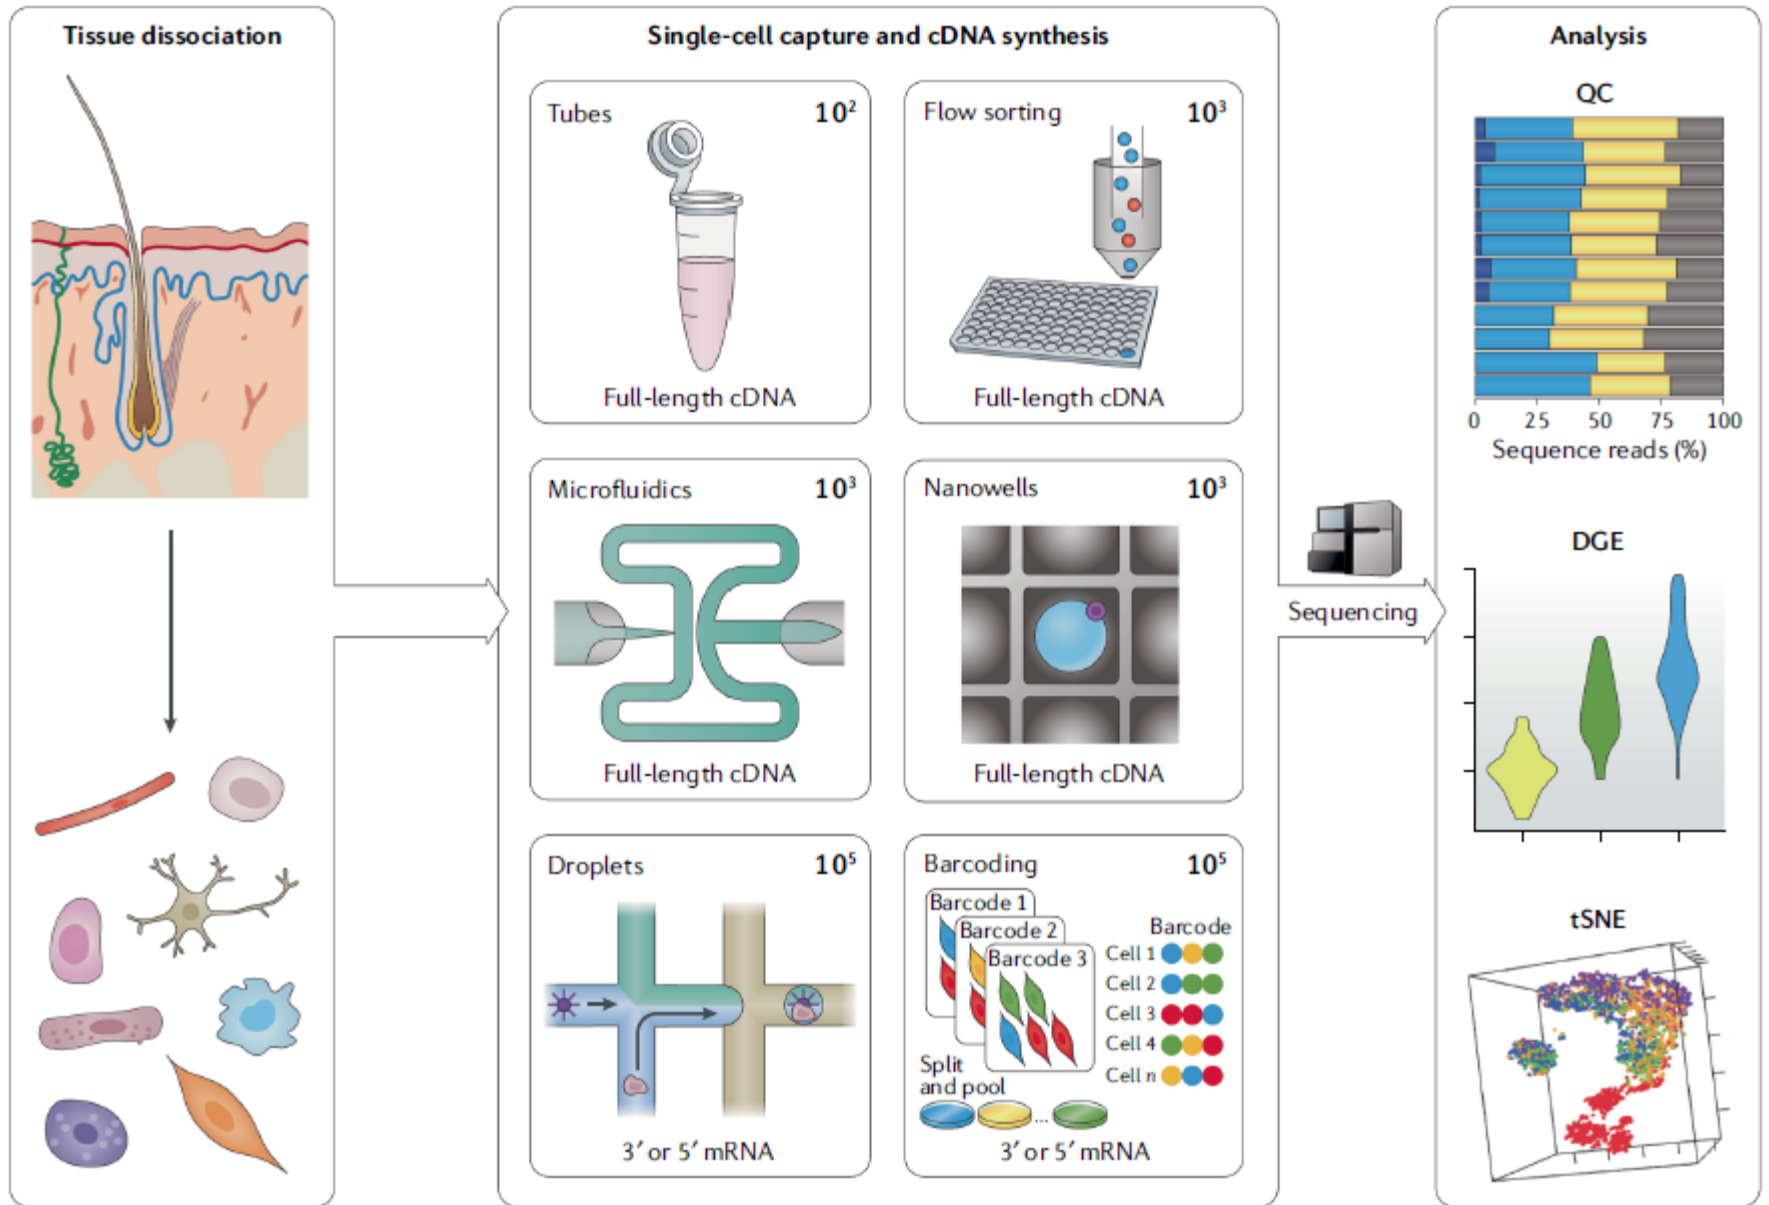 Tissue dissociation
Single-cell capture and cDNA synthesis
Tubes
10²
Full-length cDNA
Flow sorting
10³
Full-length cDNA
Microfluidics
10³
Full-length cDNA
Nanowells
10³
Full-length cDNA
Droplets
10⁵
3′ or 5′ mRNA
Barcoding
10⁵
Barcode 1
Barcode 2
Barcode 3
Barcode
Cell 1
Cell 2
Cell 3
Cell 4
Cell n
Split
and pool
...
3′ or 5′ mRNA
Sequencing
Analysis
QC
0 25 50 75 100
Sequence reads (%)
DGE
tSNE